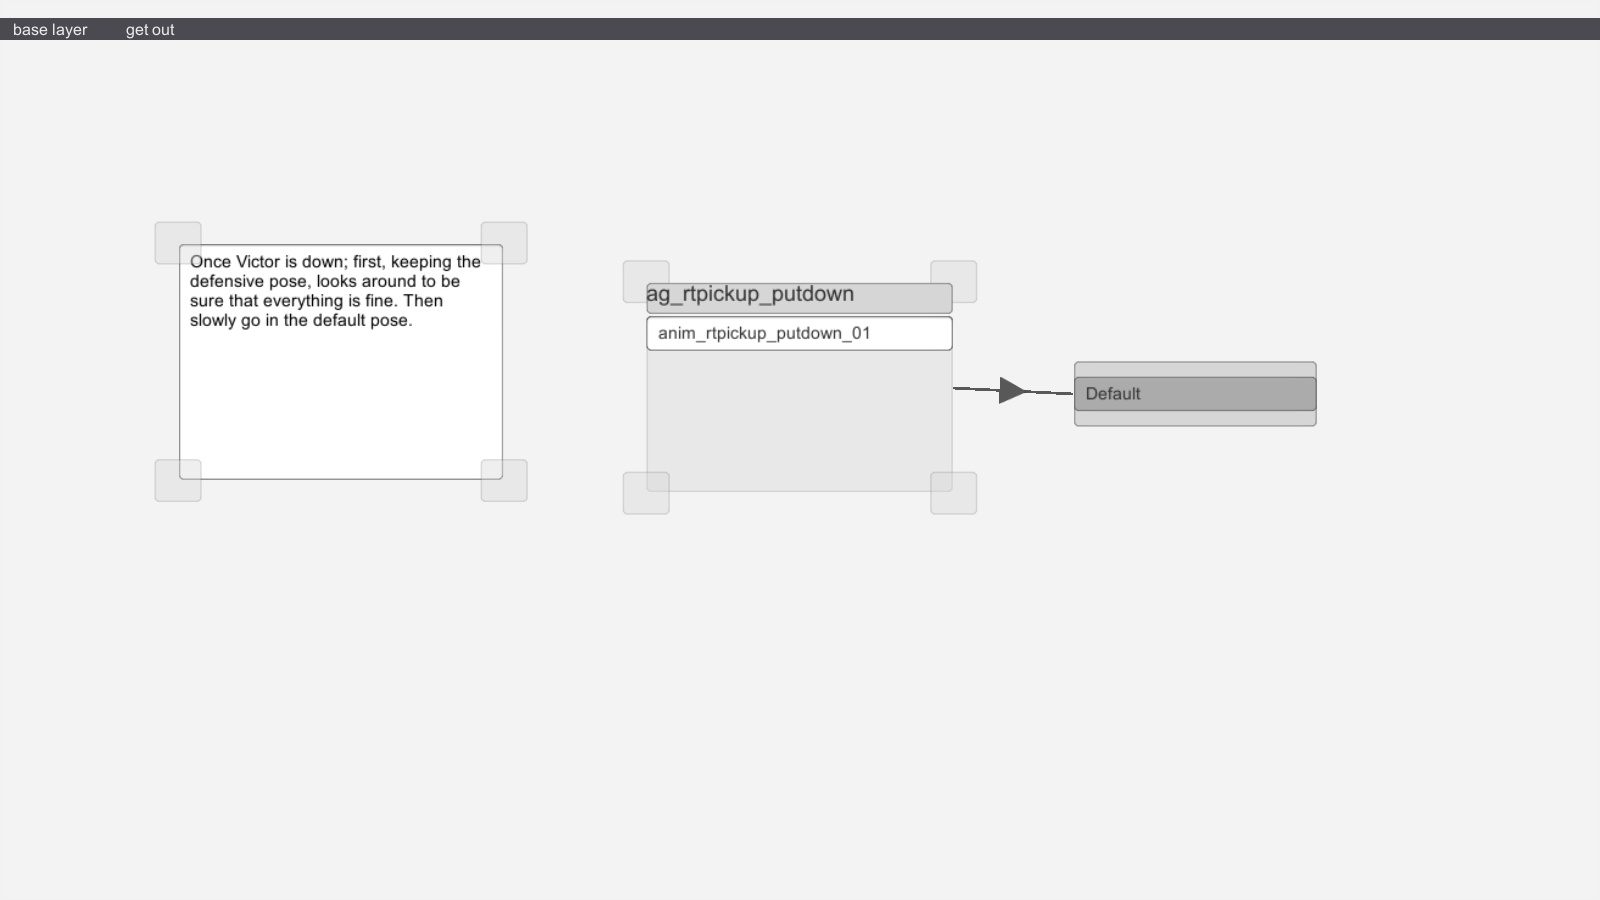 base layer
get out
Once Victor is down; first, keeping the
defensive pose, looks around to be
sure that everything is fine. Then
slowly go in the default pose.
ag_rtpickup_putdown
anim_rtpickup_putdown_01
Default